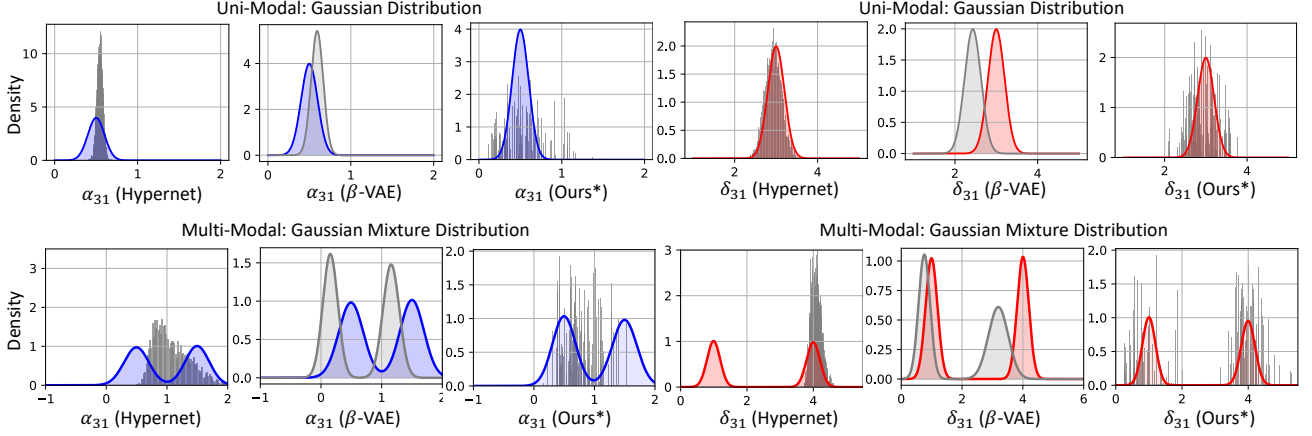 Uni-Modal: Gaussian Distribution
Uni-Modal: Gaussian Distribution
Density
10
5
0
0 1 2
α₃₁ (Hypernet)
4
2
0
0 1 2
α₃₁ (β-VAE)
4
3
2
1
0
0 1 2
α₃₁ (Ours*)
2.0
1.5
1.0
0.5
0.0
2 4
δ₃₁ (Hypernet)
2.0
1.5
1.0
0.5
0.0
2 4
δ₃₁ (β-VAE)
2
1
0
2 4
δ₃₁ (Ours*)
Multi-Modal: Gaussian Mixture Distribution
Multi-Modal: Gaussian Mixture Distribution
Density
3
2
1
0
−1 0 1 2
α₃₁ (Hypernet)
1.5
1.0
0.5
0.0
−1 0 1 2
α₃₁ (β-VAE)
2.0
1.5
1.0
0.5
0.0
−1 0 1 2
α₃₁ (Ours*)
3
2
1
0
0 2 4
δ₃₁ (Hypernet)
1.00
0.75
0.50
0.25
0.00
0 2 4 6
δ₃₁ (β-VAE)
2.0
1.5
1.0
0.5
0.0
2 4
δ₃₁ (Ours*)